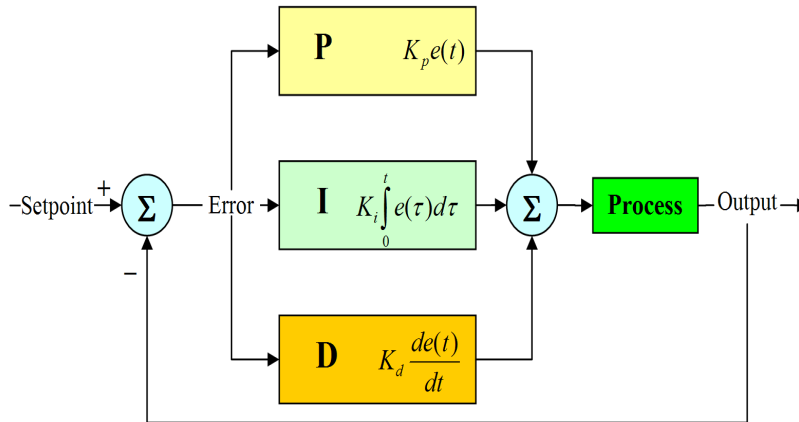 P K_p e(t)
–Setpoint
+
Σ
–
Error
I K_i ∫_0^t e(τ)dτ
Σ
Process
Output
D K_d de(t)/dt